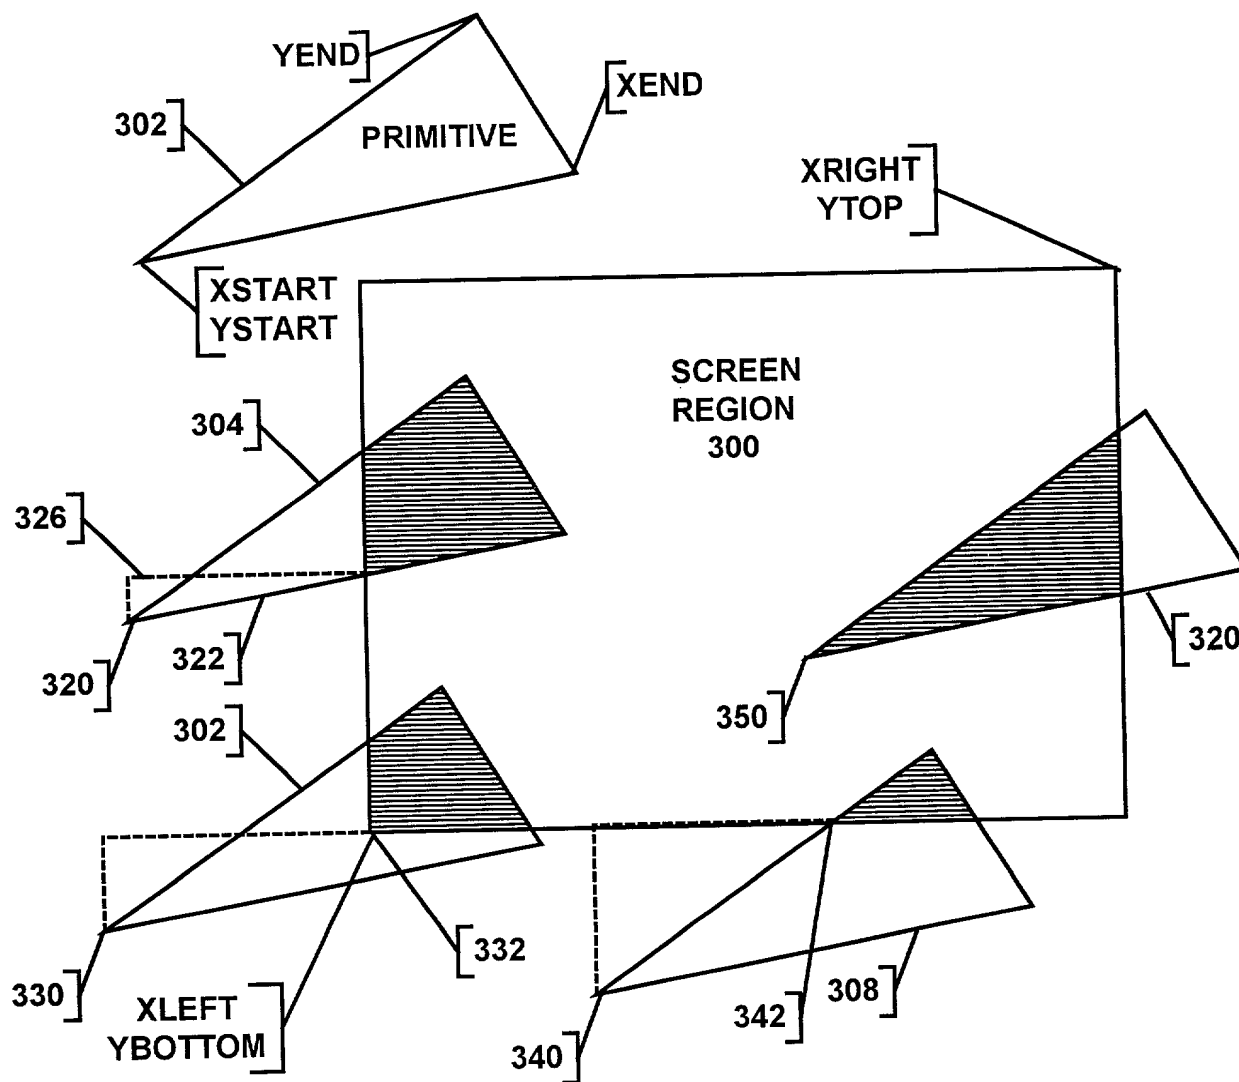 YEND
XEND
302
PRIMITIVE
XRIGHT
YTOP
XSTART
YSTART
SCREEN
REGION
300
304
326
322
320
320
302
350
332
330
XLEFT
YBOTTOM
342
308
340